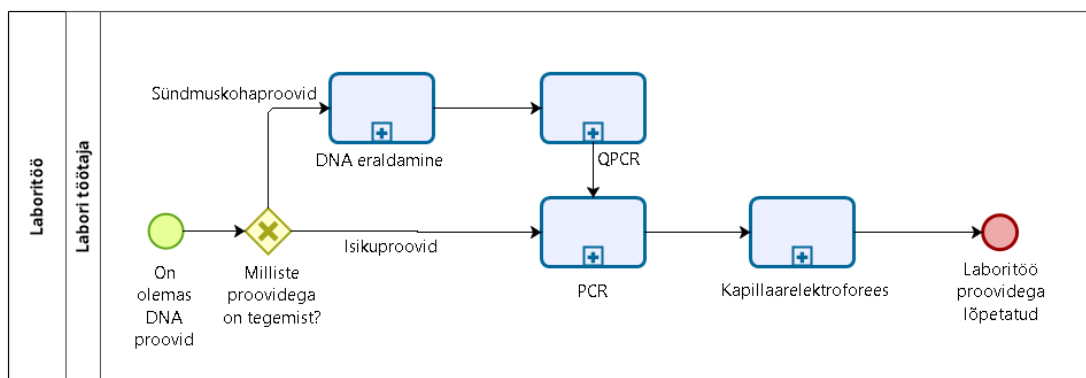 Laboritöö
Labori töötaja
Sündmuskohaproovid
DNA eraldamine
QPCR
On
olemas
DNA
proovid
Milliste
proovidega
on tegemist?
Isikuproovid
PCR
Kapillaarelektroforees
Laboritöö
proovidega
lõpetatud